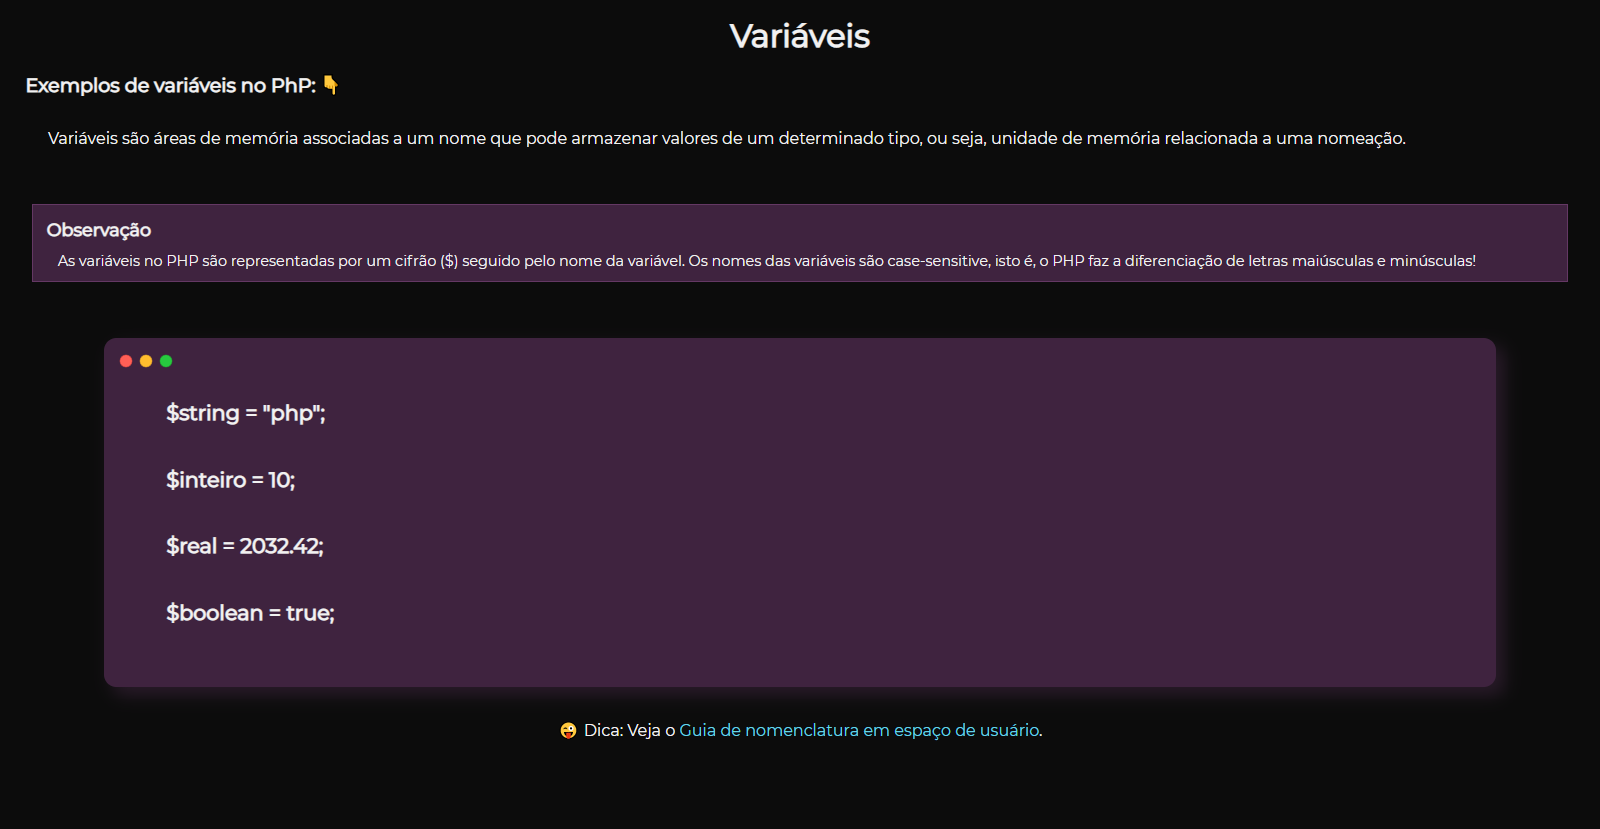 Variáveis
Exemplos de variáveis no PhP: 👇
Variáveis são áreas de memória associadas a um nome que pode armazenar valores de um determinado tipo, ou seja, unidade de memória relacionada a uma nomeação.
Observação
As variáveis no PHP são representadas por um cifrão ($) seguido pelo nome da variável. Os nomes das variáveis são case-sensitive, isto é, o PHP faz a diferenciação de letras maiúsculas e minúsculas!
$string = "php";
$inteiro = 10;
$real = 2032.42;
$boolean = true;
😜 Dica: Veja o Guia de nomenclatura em espaço de usuário.